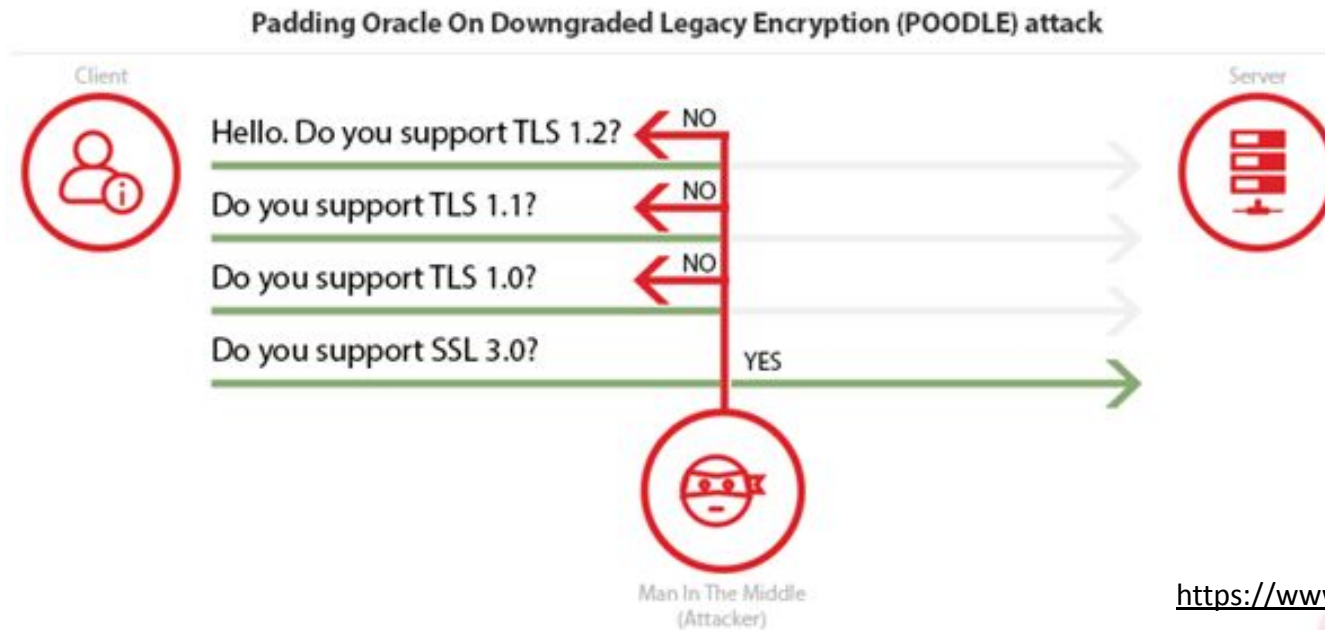 Padding Oracle On Downgraded Legacy Encryption (POODLE) attack
Client
Server
Hello. Do you support TLS 1.2?
NO
Do you support TLS 1.1?
NO
Do you support TLS 1.0?
NO
Do you support SSL 3.0?
YES
Man In The Middle
(Attacker)